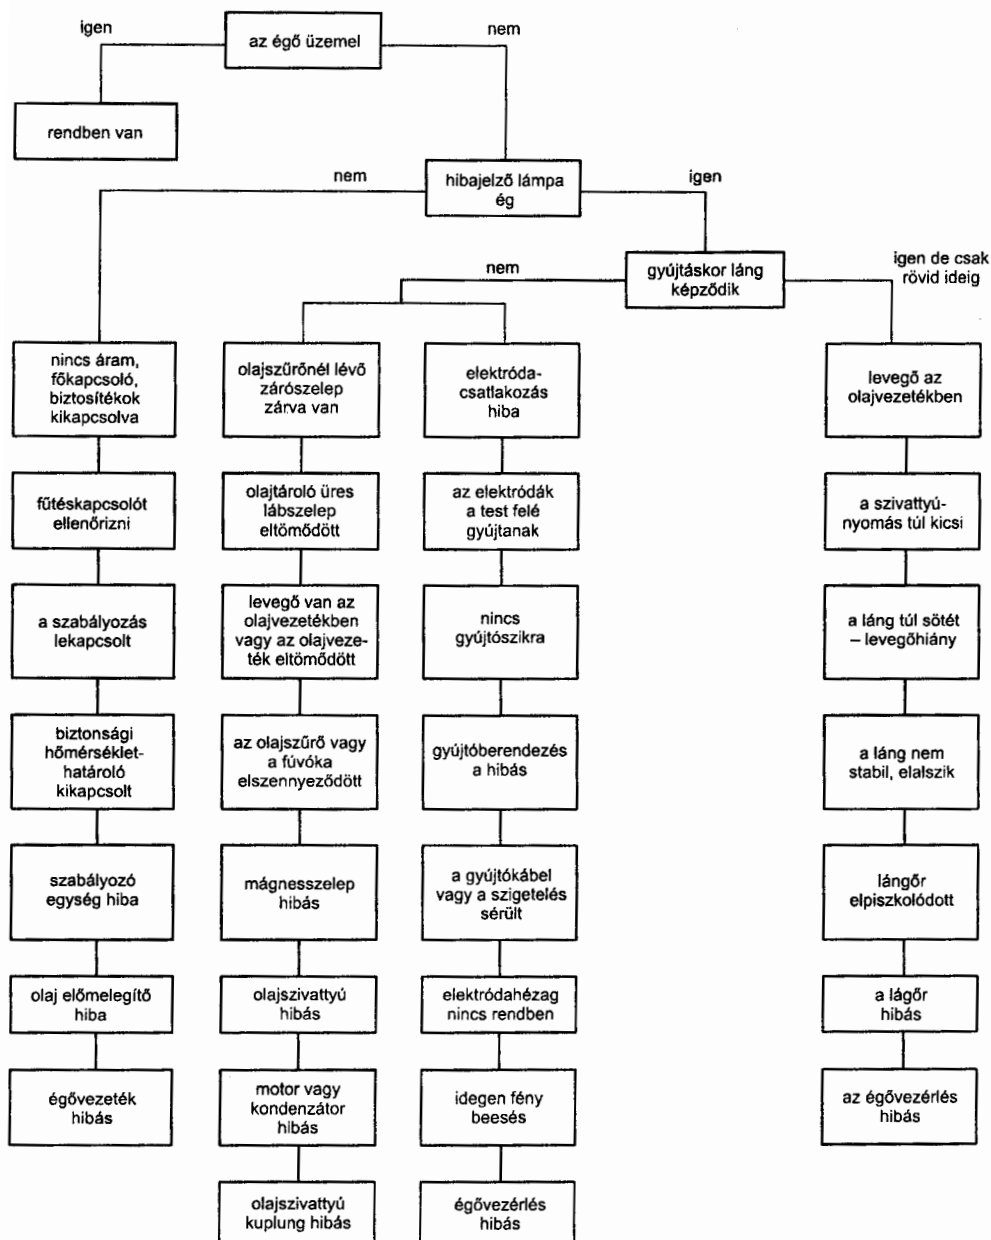 igen
az égő üzemel
nem
rendben van
nem
hibajelző lámpa
ég
igen
nem
gyújtáskor láng
képződik
igen de csak
rövid ideig
nincs áram,
főkapcsoló,
biztosítékok
kikapcsolva
fűtéskapcsolót
ellenőrizni
a szabályozás
lekapcsolt
biztonsági
hőmérséklet-
határoló
kikapcsolt
szabályozó
egység hiba
olaj előmelegítő
hiba
égővezeték
hibás
olajszűrőnél lévő
zárószelep
zárva van
olajtároló üres
lábszelep
eltömődött
levegő van az
olajvezetékben
vagy az olajveze-
ték eltömődött
az olajszűrő vagy
a fúvóka
elszennyeződött
mágnesszelep
hibás
olajszivattyú
hibás
motor vagy
kondenzátor
hibás
olajszivattyú
kuplung hibás
elektróda-
csatlakozás
hiba
az elektródák
a test felé
gyújtanak
nincs
gyújtószikra
gyújtóberendezés
a hibás
a gyújtókábel
vagy a szigetelés
sérült
elektródahézag
nincs rendben
idegen fény
beesés
égővezérlés
hibás
levegő az
olajvezetékben
a szivattyú-
nyomás túl kicsi
a láng túl sötét
– levegőhiány
a láng nem
stabil, elalszik
lángőr
elpiszkolódott
a lágőr
hibás
az égővezérlés
hibás